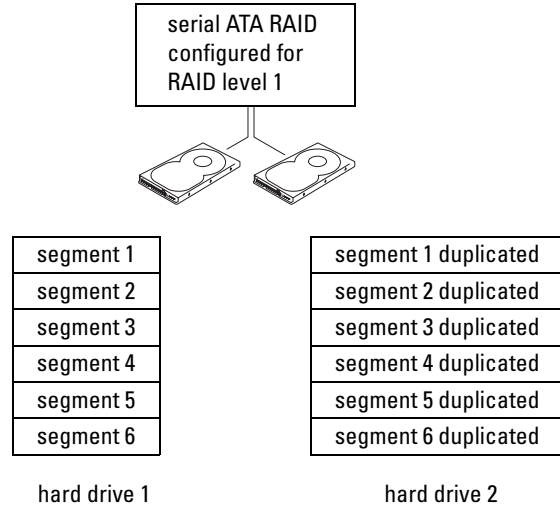 serial ATA RAID
configured for
RAID level 1
segment 1
segment 2
segment 3
segment 4
segment 5
segment 6
hard drive 1
segment 1 duplicated
segment 2 duplicated
segment 3 duplicated
segment 4 duplicated
segment 5 duplicated
segment 6 duplicated
hard drive 2